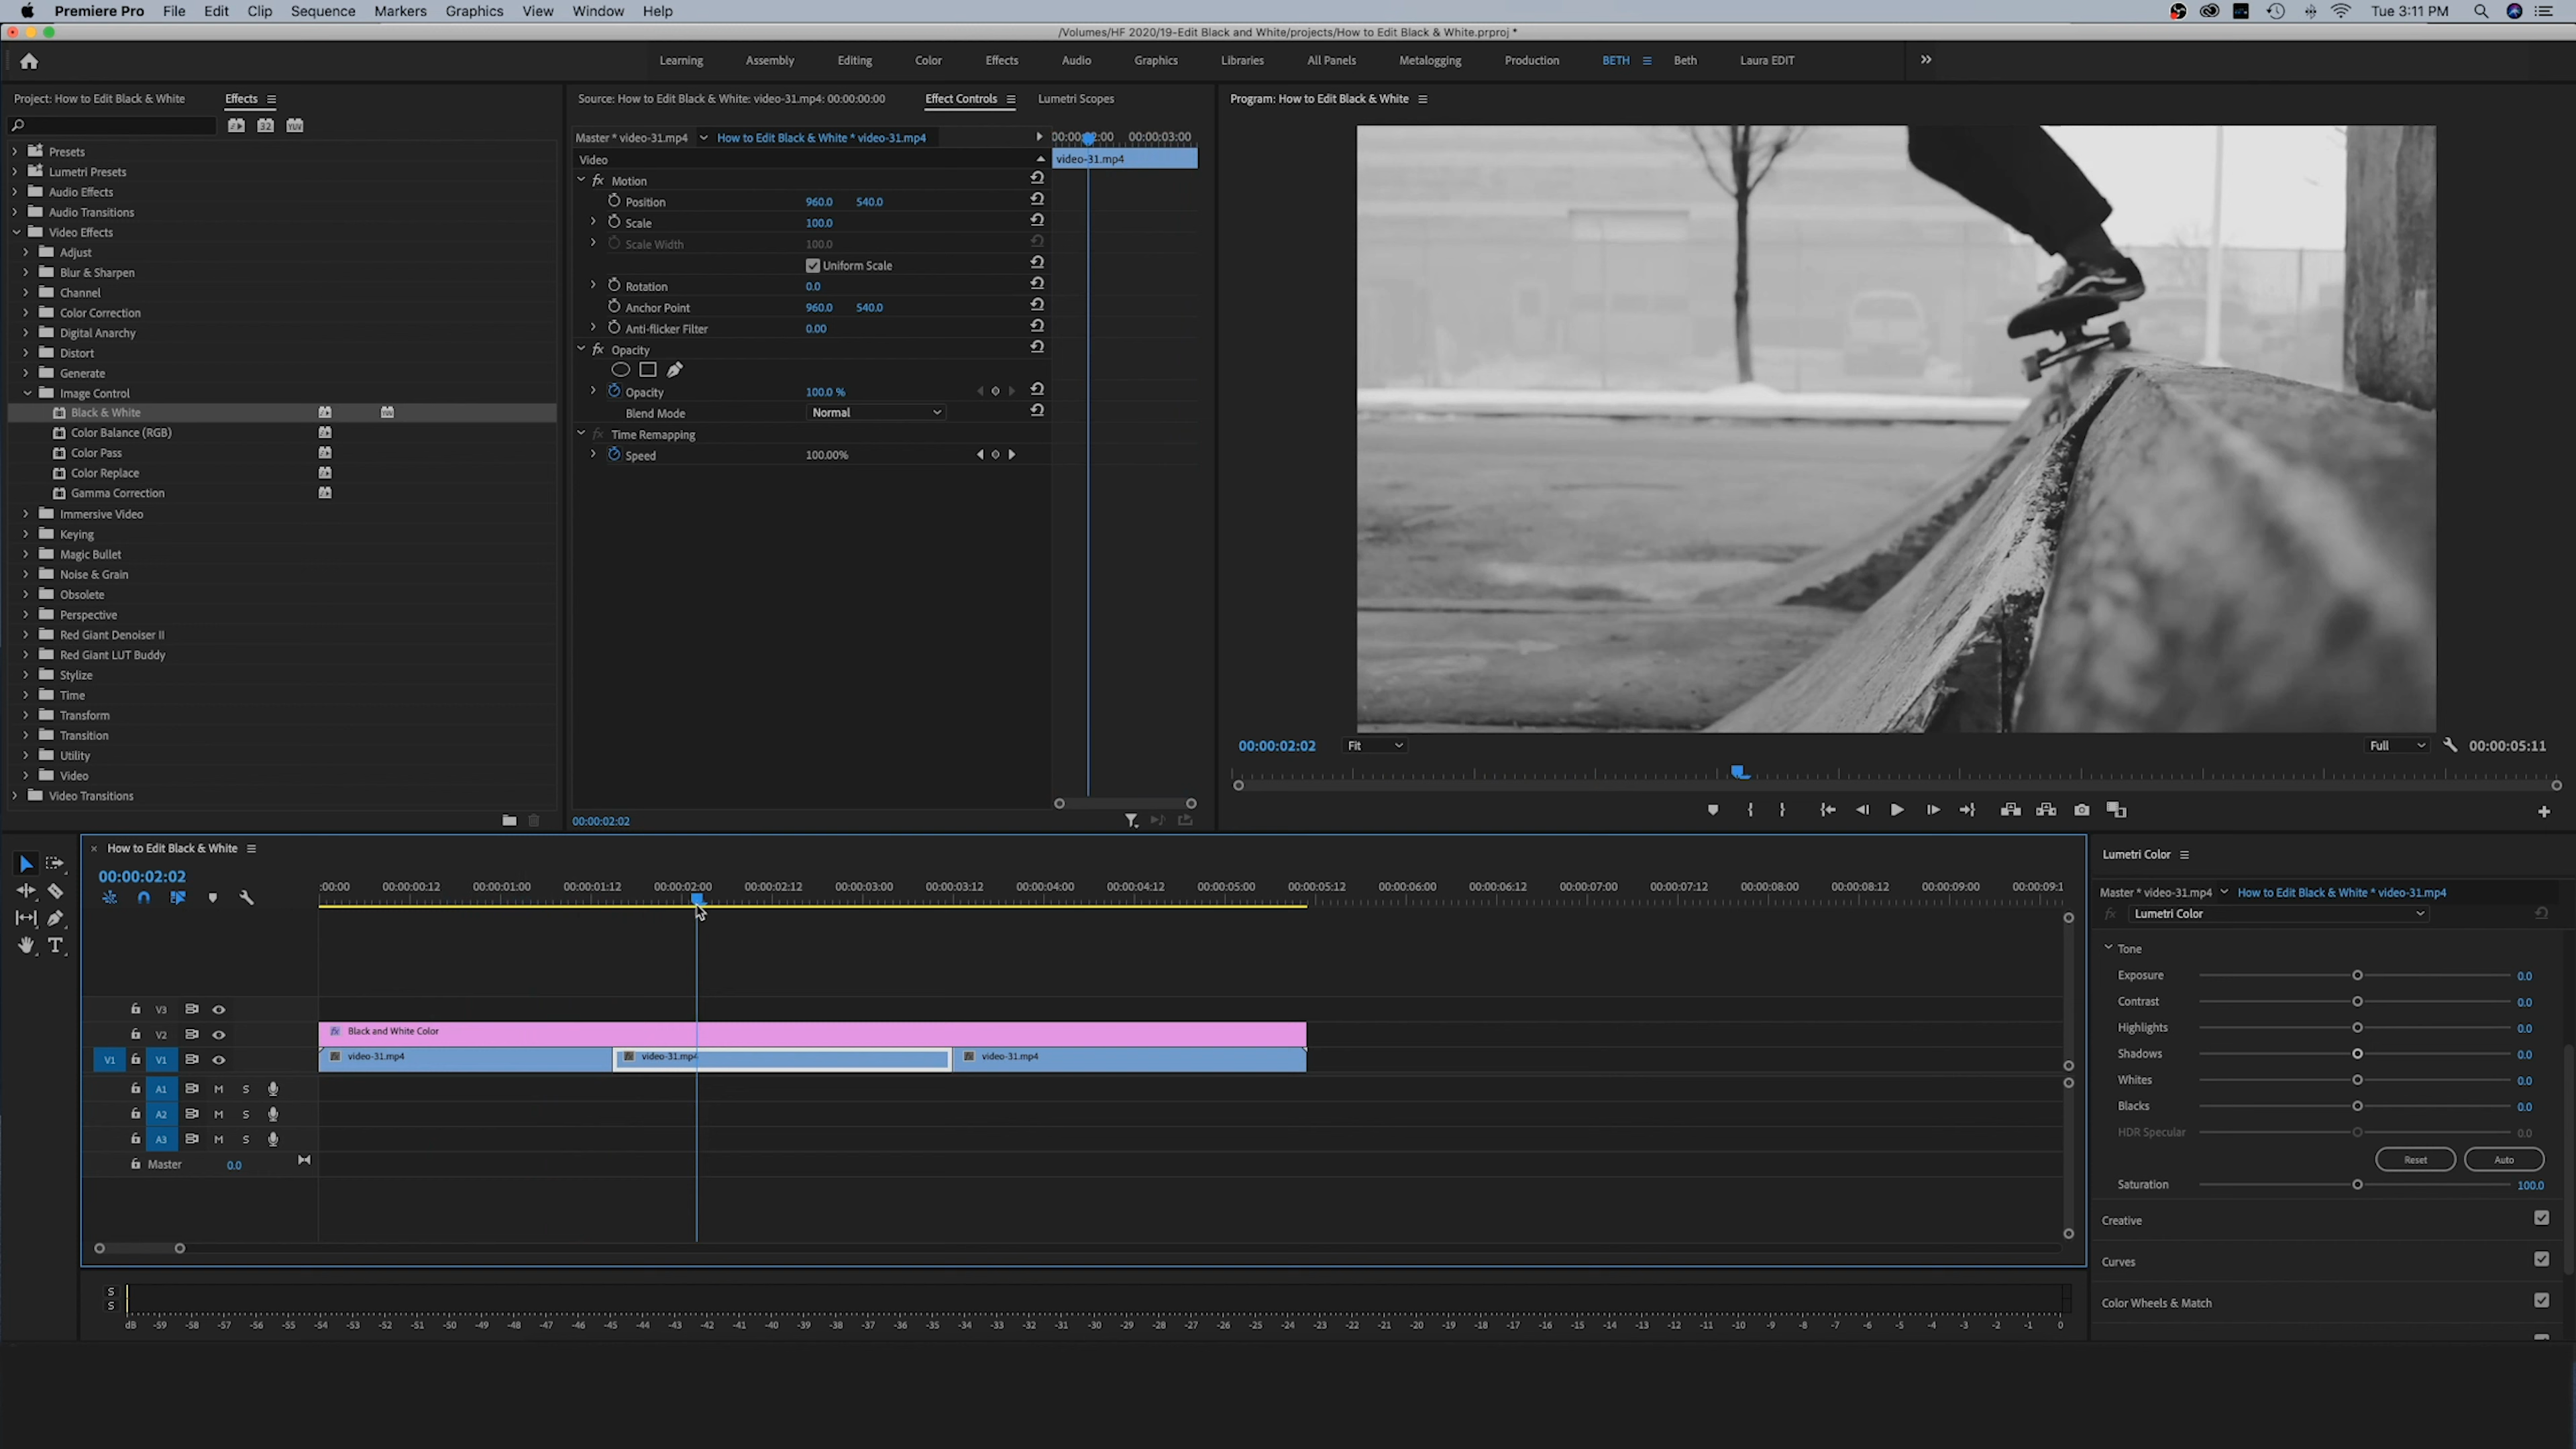 Premiere Pro File Edit Clip Sequence Markers Graphics View Window Help Tue 3:11 PM
/Volumes/HF 2020/19-Edit Black and White/projects/How to Edit Black & White.prproj *
Learning Assembly Editing Color Effects Audio Graphics Libraries All Panels Metalogging Production BETH Beth Laura EDIT
Project: How to Edit Black & White Effects
32 YUV
Presets
Lumetri Presets
Audio Effects
Audio Transitions
Video Effects
Adjust
Blur & Sharpen
Channel
Color Correction
Digital Anarchy
Distort
Generate
Image Control
Black & White
Color Balance (RGB)
Color Pass
Color Replace
Gamma Correction
Immersive Video
Keying
Magic Bullet
Noise & Grain
Obsolete
Perspective
Red Giant Denoiser II
Red Giant LUT Buddy
Stylize
Time
Transform
Transition
Utility
Video
Video Transitions
Source: How to Edit Black & White: video-31.mp4: 00:00:00:00 Effect Controls Lumetri Scopes
Master * video-31.mp4 How to Edit Black & White * video-31.mp4 00:00:02:00 00:00:03:00
Video video-31.mp4
fx Motion
Position 960.0 540.0
Scale 100.0
Scale Width 100.0
Uniform Scale
Rotation 0.0
Anchor Point 960.0 540.0
Anti-flicker Filter 0.00
fx Opacity
Opacity 100.0 %
Blend Mode Normal
fx Time Remapping
Speed 100.00%
00:00:02:02
Program: How to Edit Black & White
00:00:02:02 Fit Full 00:00:05:11
How to Edit Black & White
00:00:02:02
:00:00 00:00:00:12 00:00:01:00 00:00:01:12 00:00:02:00 00:00:02:12 00:00:03:00 00:00:03:12 00:00:04:00 00:00:04:12 00:00:05:00 00:00:05:12 00:00:06:00 00:00:06:12 00:00:07:00 00:00:07:12 00:00:08:00 00:00:08:12 00:00:09:00 00:00:09:1
V3
V2 fx Black and White Color
V1 V1 video-31.mp4 video-31.mp4 video-31.mp4
A1 M S
A2 M S
A3 M S
Master 0.0
S
S
dB -59 -58 -57 -56 -55 -54 -53 -52 -51 -50 -49 -48 -47 -46 -45 -44 -43 -42 -41 -40 -39 -38 -37 -36 -35 -34 -33 -32 -31 -30 -29 -28 -27 -26 -25 -24 -23 -22 -21 -20 -19 -18 -17 -16 -15 -14 -13 -12 -11 -10 -9 -8 -7 -6 -5 -4 -3 -2 -1 0
Lumetri Color
Master * video-31.mp4 How to Edit Black & White * video-31.mp4
fx Lumetri Color
Tone
Exposure 0.0
Contrast 0.0
Highlights 0.0
Shadows 0.0
Whites 0.0
Blacks 0.0
HDR Specular 0.0
Reset Auto
Saturation 100.0
Creative
Curves
Color Wheels & Match